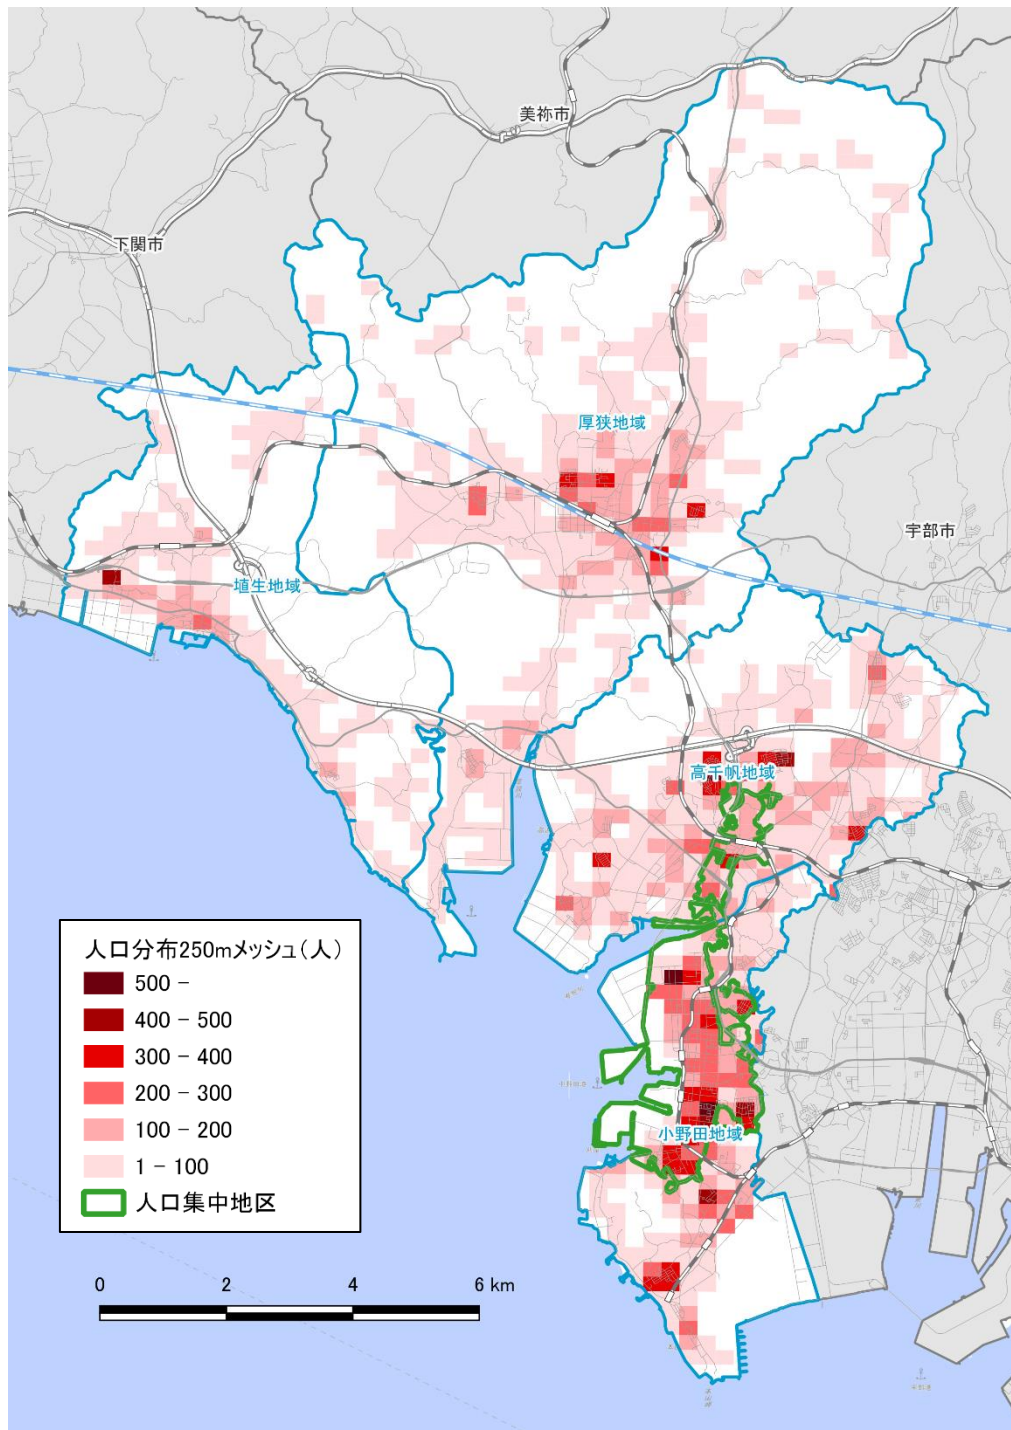 美祢市
下関市
厚狭地域
宇部市
埴生地域
高千帆地域
人口分布250mメッシュ(人)
500 -
400 - 500
300 - 400
200 - 300
100 - 200
1 - 100
人口集中地区
小野田地域
0 2 4 6 km